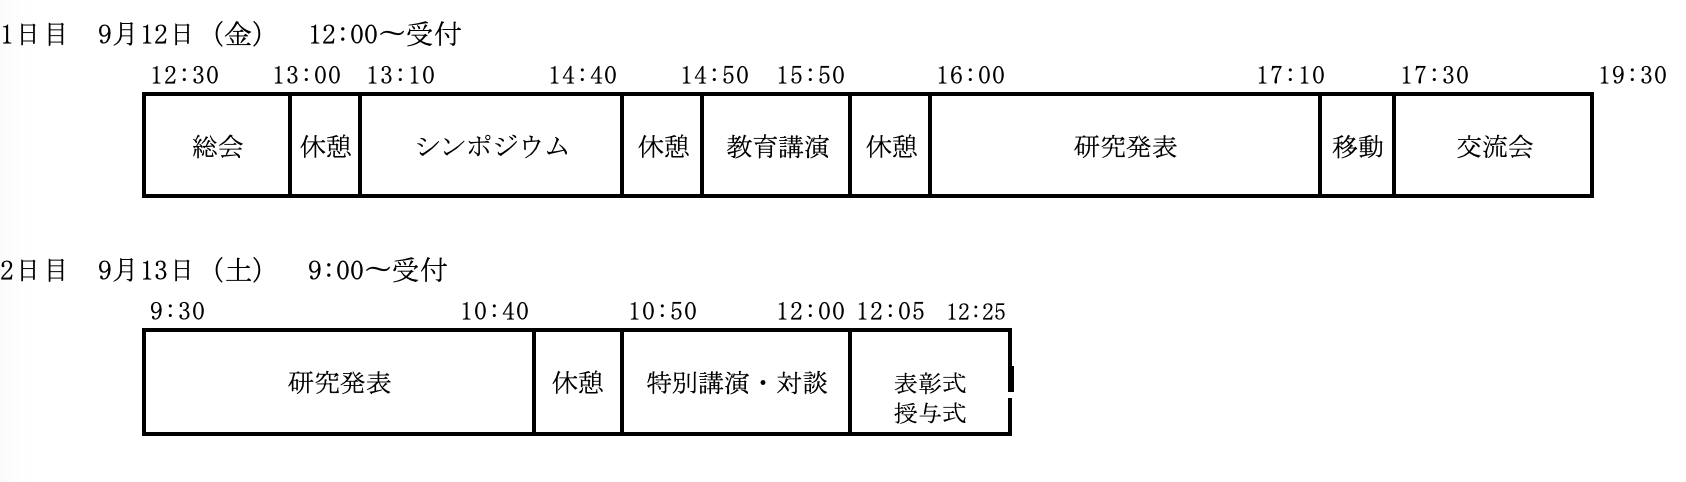 1日目　9月12日（金）　12:00～受付
12:30 13:00 13:10 14:40 14:50 15:50 16:00 17:10 17:30 19:30
総会 休憩 シンポジウム 休憩 教育講演 休憩 研究発表 移動 交流会
2日目　9月13日（土）　9:00～受付
9:30 10:40 10:50 12:00 12:05 12:25
研究発表 休憩 特別講演・対談 表彰式
授与式